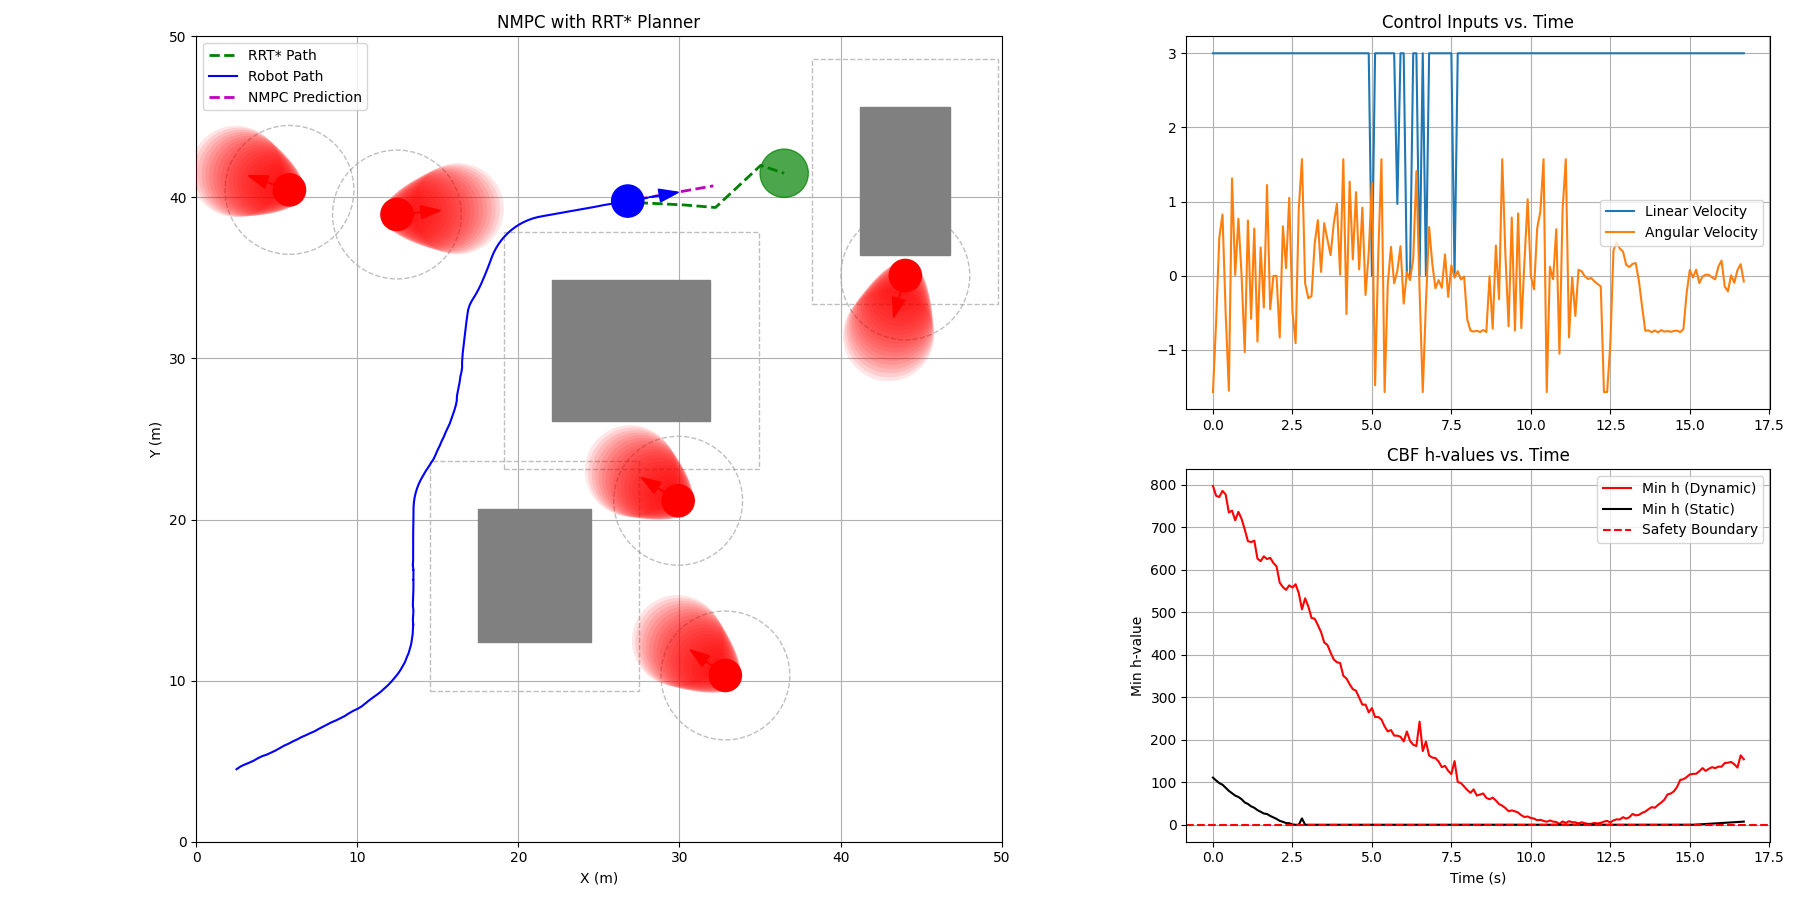 NMPC with RRT* Planner
RRT* Path
Robot Path
NMPC Prediction
50
40
30
20
10
0
Y (m)
0 10 20 30 40 50
X (m)
Control Inputs vs. Time
3
2
1
0
−1
Linear Velocity
Angular Velocity
0.0 2.5 5.0 7.5 10.0 12.5 15.0 17.5
CBF h-values vs. Time
Min h (Dynamic)
Min h (Static)
Safety Boundary
800
700
600
500
400
300
200
100
0
Min h-value
0.0 2.5 5.0 7.5 10.0 12.5 15.0 17.5
Time (s)